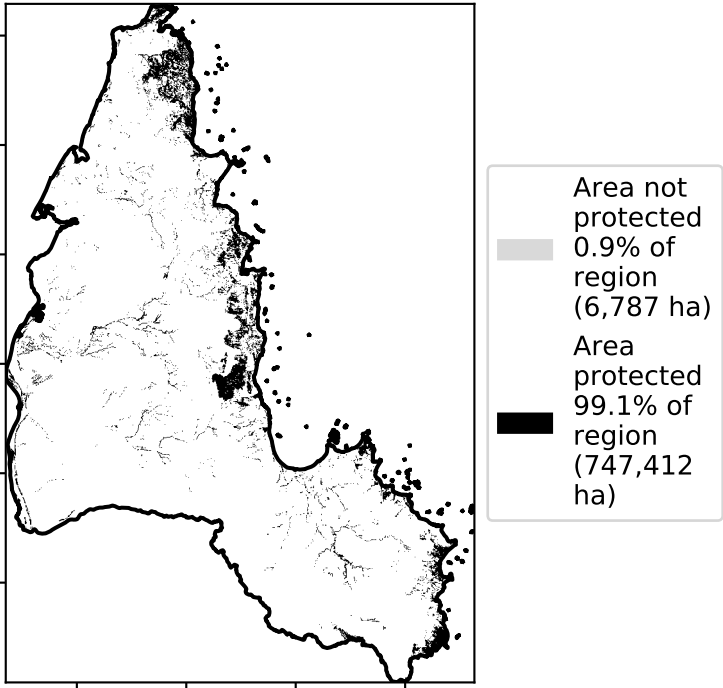 Area not
protected
0.9% of
region
(6,787 ha)
Area
protected
99.1% of
region
(747,412
ha)